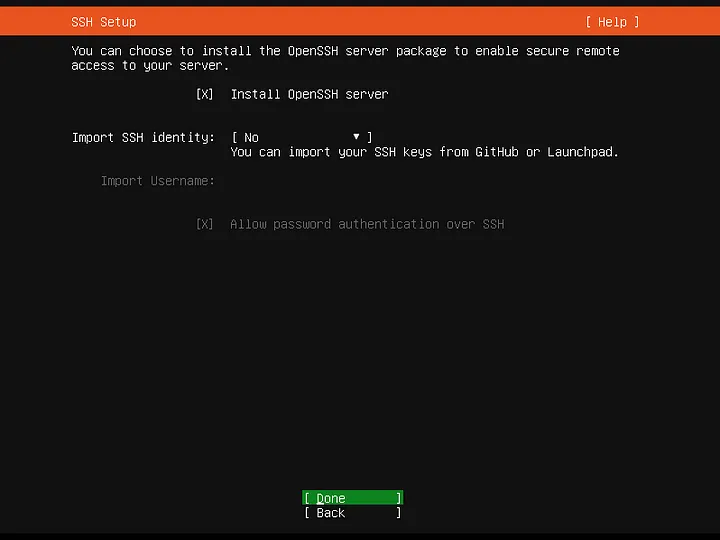 SSH Setup [ Help ]
You can choose to install the OpenSSH server package to enable secure remote
access to your server.
[X] Install OpenSSH server
Import SSH identity: [ No ▼ ]
You can import your SSH keys from GitHub or Launchpad.
Import Username:
[X] Allow password authentication over SSH
[ Done ]
[ Back ]